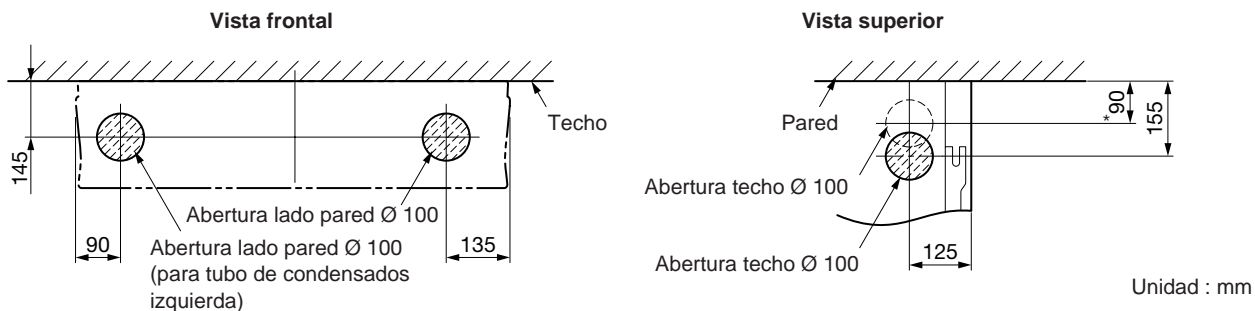 Vista frontal
Techo
145
Abertura lado pared Ø 100
90
Abertura lado pared Ø 100
(para tubo de condensados
izquierda)
135
Vista superior
Pared
*90
155
Abertura techo Ø 100
Abertura techo Ø 100
125
Unidad : mm